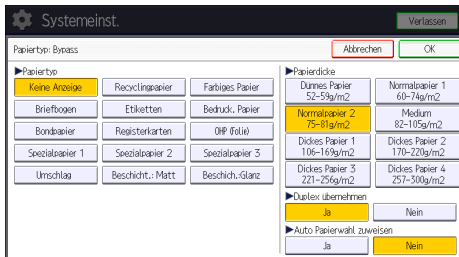 Systemeinst.
Verlassen
Papiertyp: Bypass
Abbrechen
OK
►Papiertyp
Keine Anzeige
Recyclingpapier
Farbiges Papier
Briefbogen
Etiketten
Bedruck. Papier
Bondpapier
Registerkarten
OHP (Folie)
Spezialpapier 1
Spezialpapier 2
Spezialpapier 3
Umschlag
Beschicht.: Matt
Beschich.:Glanz
►Papierdicke
Dünnes Papier
52–59g/m2
Normalpapier 1
60–74g/m2
Normalpapier 2
75–81g/m2
Medium
82–105g/m2
Dickes Papier 1
106–169g/m2
Dickes Papier 2
170–220g/m2
Dickes Papier 3
221–256g/m2
Dickes Papier 4
257–300g/m2
►Duplex übernehmen
Ja
Nein
►Auto Papierwahl zuweisen
Ja
Nein